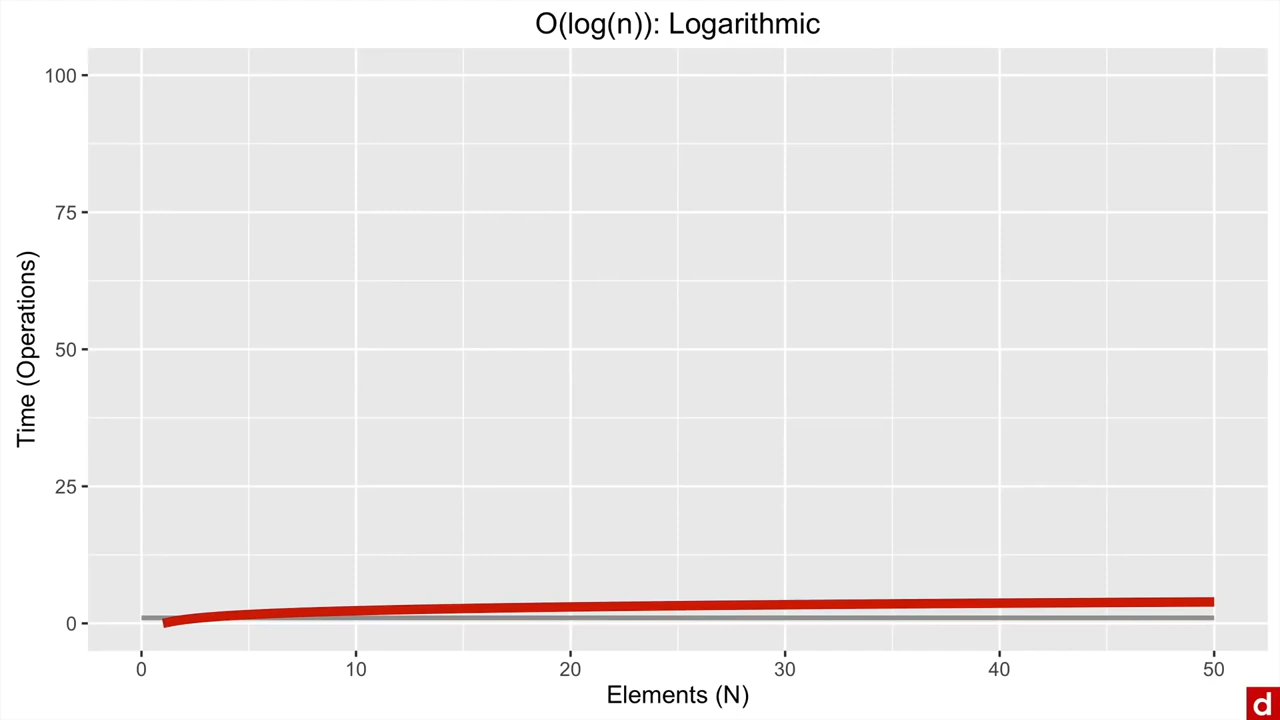 O(log(n)): Logarithmic
100
75
50
25
0
Time (Operations)
0 10 20 30 40 50
Elements (N)
d